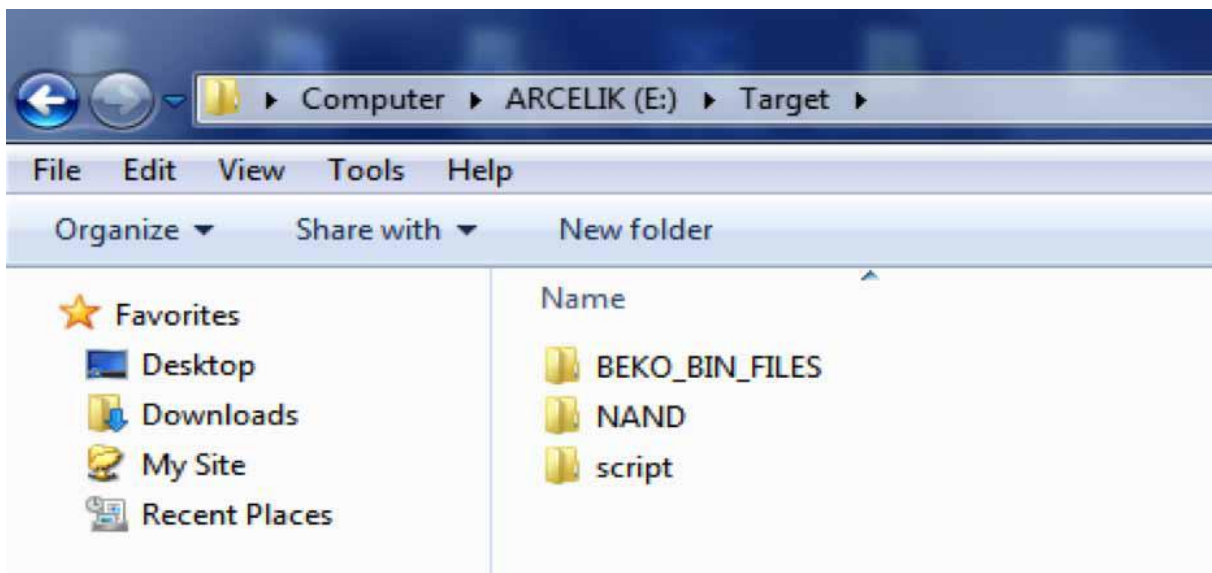 Computer ARCELIK (E:) Target
File Edit View Tools Help
Organize Share with New folder
Favorites
Desktop
Downloads
My Site
Recent Places
Name
BEKO_BIN_FILES
NAND
script